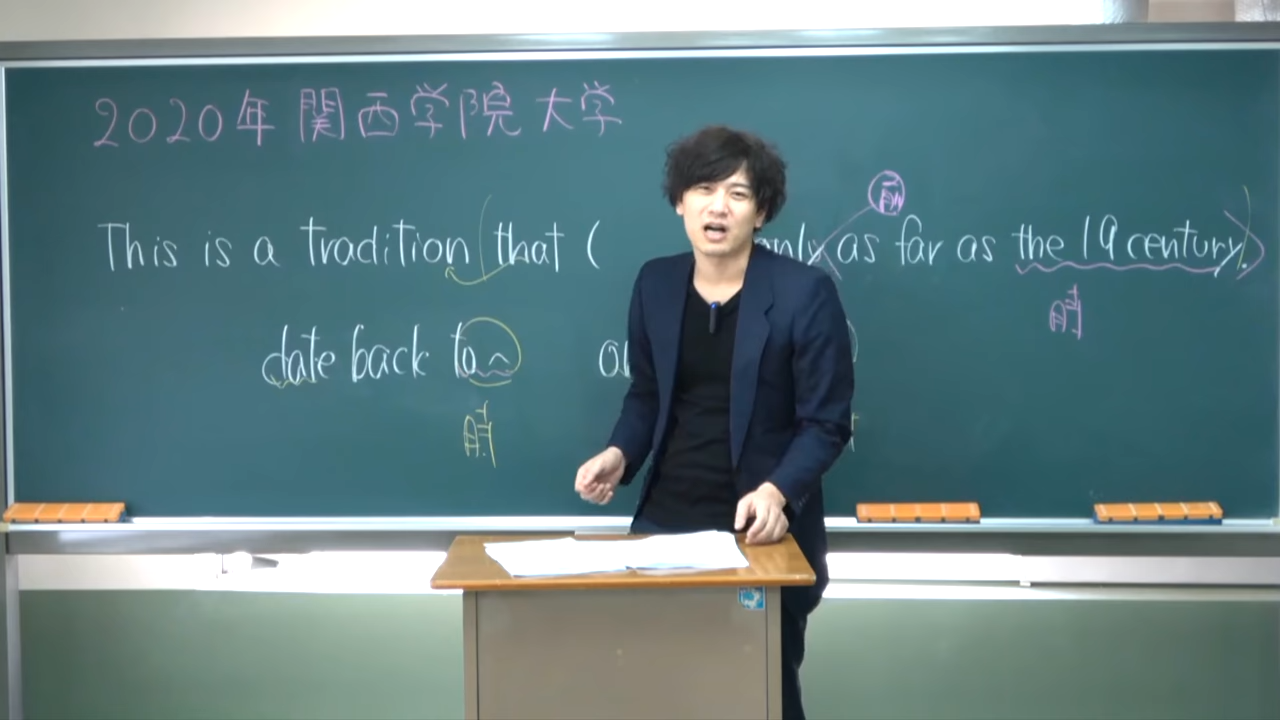 2020年 関西学院大学
前
This is a tradition that ( only as far as the 19 century.
時
date back to~
時